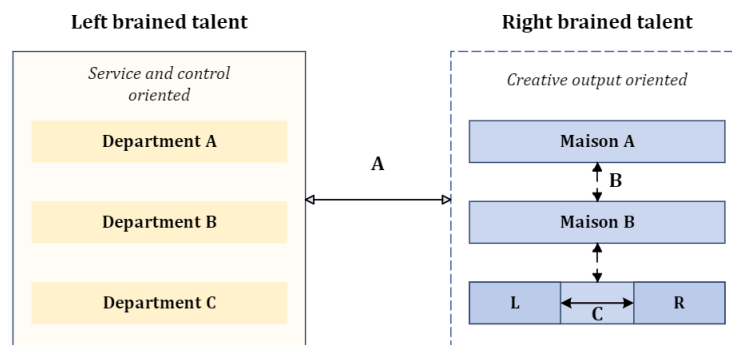 Left brained talent
Right brained talent
Service and control
oriented
Creative output oriented
Department A
Maison A
A
B
Department B
Maison B
Department C
L
C
R